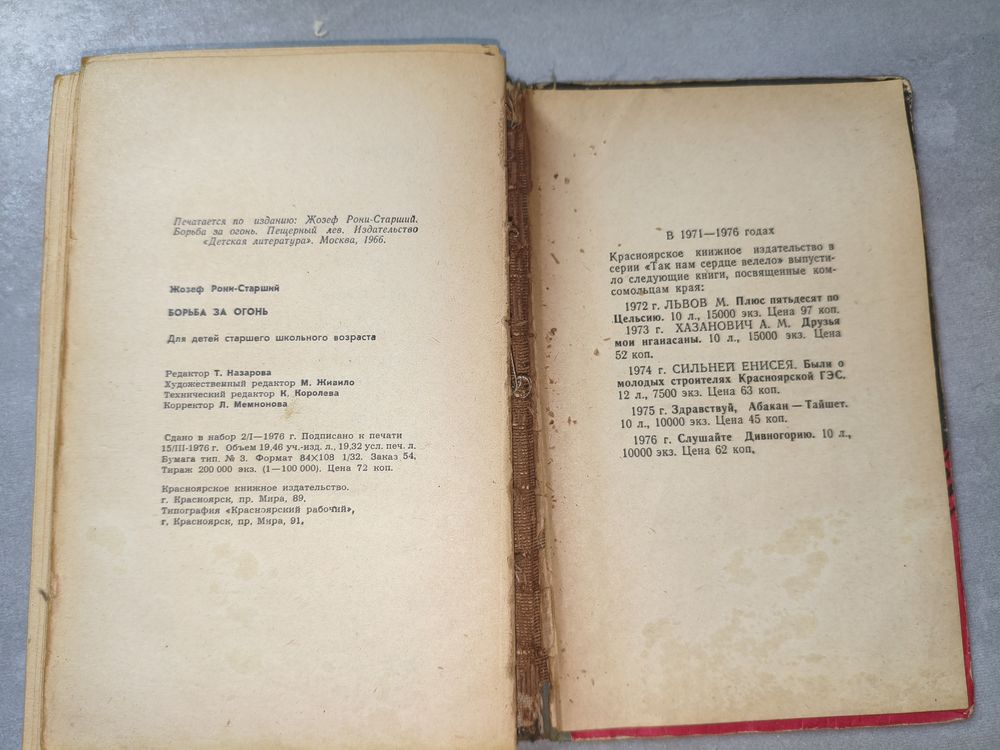 Печатается по изданию: Жозеф Рони-Старший.
Борьба за огонь. Пещерный лев. Издательство
«Детская литература». Москва, 1966.
Жозеф Рони-Старший
БОРЬБА ЗА ОГОНЬ
Для детей старшего школьного возраста
Редактор Т. Назарова
Художественный редактор М. Живило
Технический редактор К. Королева
Корректор Л. Мемнонова
Сдано в набор 2/I—1976 г. Подписано к печати
15/III-1976 г. Объем 19,46 уч.-изд. л., 19,32 усл. печ. л.
Бумага тип. № 3. Формат 84×108 1/32. Заказ 54.
Тираж 200 000 экз. (1—100 000). Цена 72 коп.
Красноярское книжное издательство.
г. Красноярск, пр. Мира, 89.
Типография «Красноярский рабочий»,
г. Красноярск, пр. Мира, 91.
В 1971—1976 годах
Красноярское книжное издательство в
серии «Так нам сердце велело» выпусти-
ло следующие книги, посвященные ком-
сомольцам края:
1972 г. ЛЬВОВ М. Плюс пятьдесят по
Цельсию. 10 л., 15000 экз. Цена 97 коп.
1973 г. ХАЗАНОВИЧ А. М. Друзья
мои нганасаны. 10 л., 15000 экз. Цена
52 коп.
1974 г. СИЛЬНЕЙ ЕНИСЕЯ. Были о
молодых строителях Красноярской ГЭС.
12 л., 7500 экз. Цена 63 коп.
1975 г. Здравствуй, Абакан — Тайшет.
10 л., 10000 экз. Цена 45 коп.
1976 г. Слушайте Дивногорию. 10 л.,
10000 экз. Цена 62 коп.